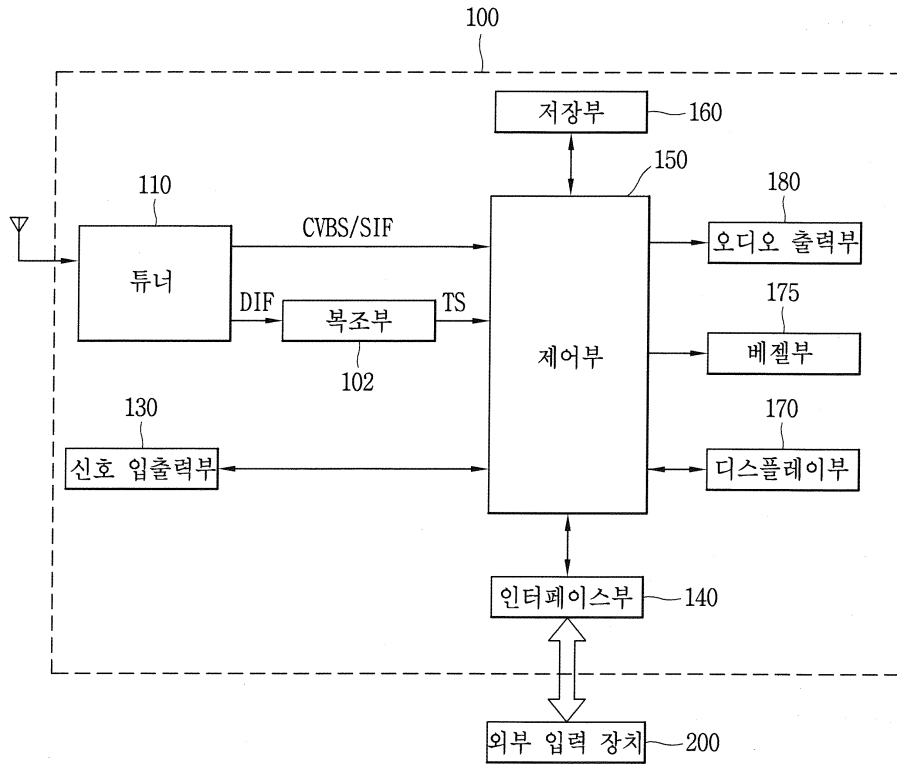 100
저장부
160
150
110
180
CVBS/SIF
오디오 출력부
튜너
DIF
복조부
TS
175
102
제어부
베젤부
130
170
신호 입출력부
디스플레이부
인터페이스부
140
외부 입력 장치
200